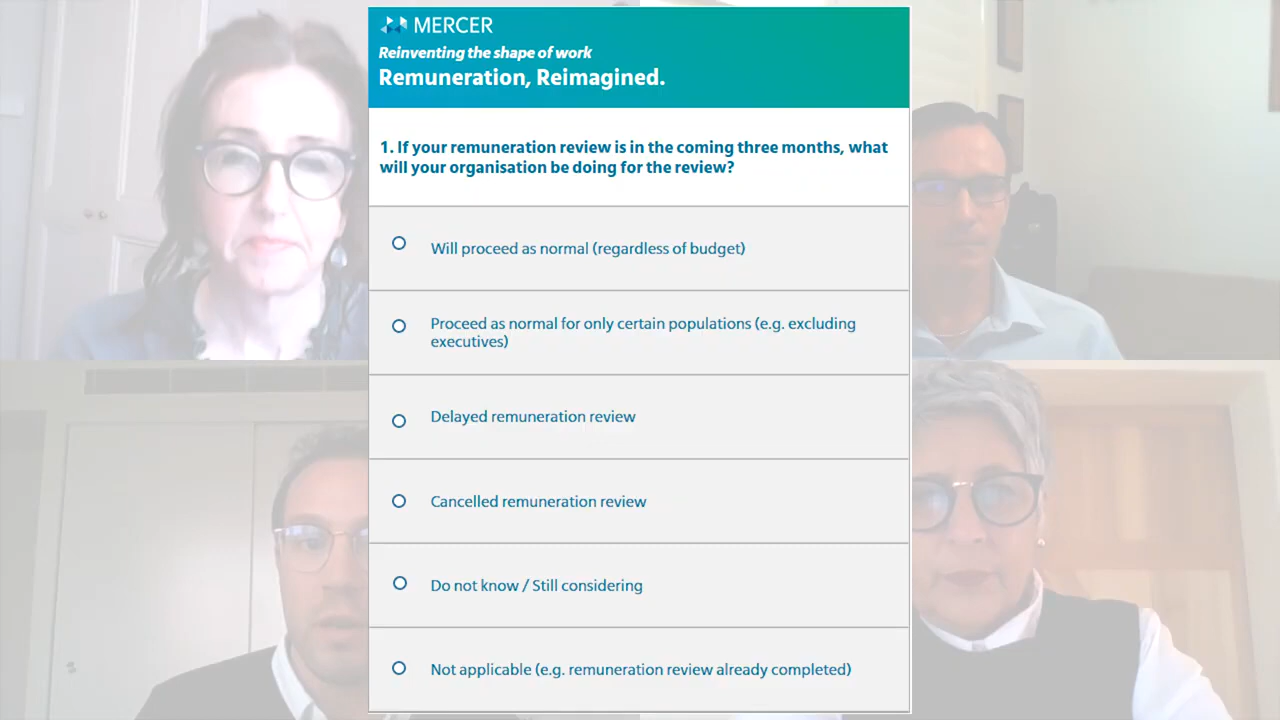 MERCER
Reinventing the shape of work
Remuneration, Reimagined.
1. If your remuneration review is in the coming three months, what
will your organisation be doing for the review?
Will proceed as normal (regardless of budget)
Proceed as normal for only certain populations (e.g. excluding
executives)
Delayed remuneration review
Cancelled remuneration review
Do not know / Still considering
Not applicable (e.g. remuneration review already completed)